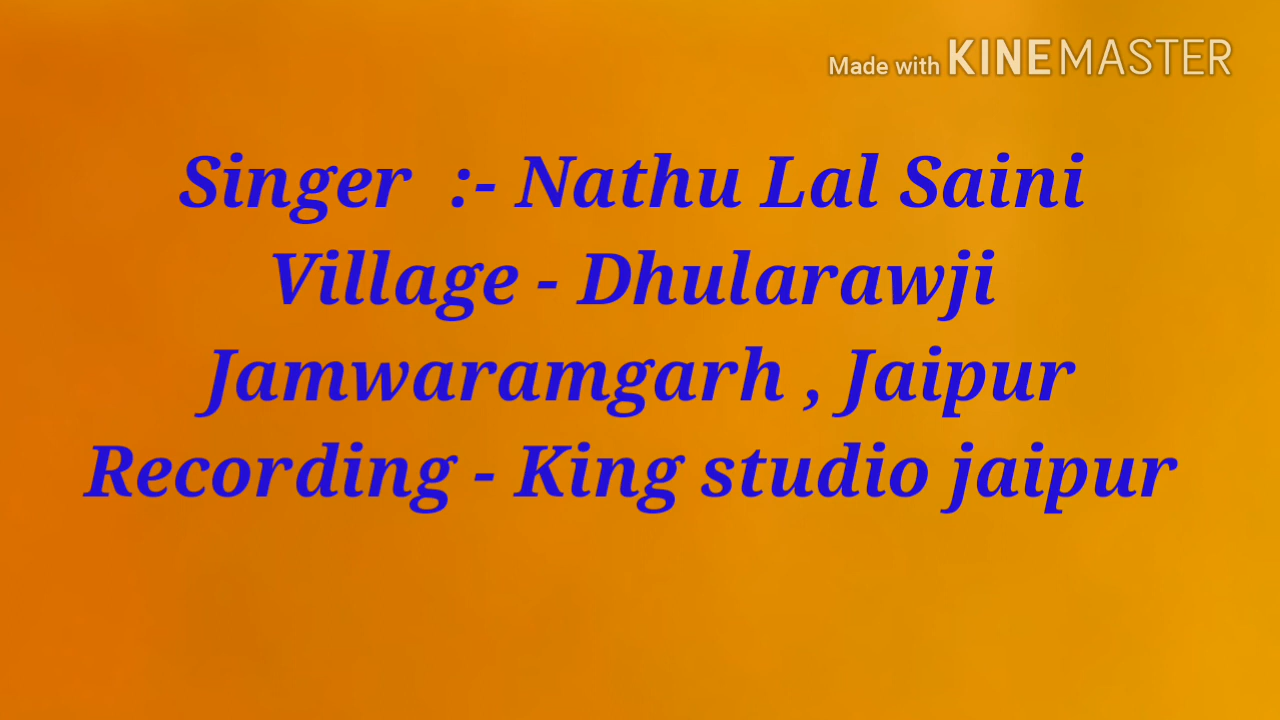 Made with KINEMASTER
Singer :- Nathu Lal Saini
Village - Dhularawji
Jamwaramgarh , Jaipur
Recording - King studio jaipur